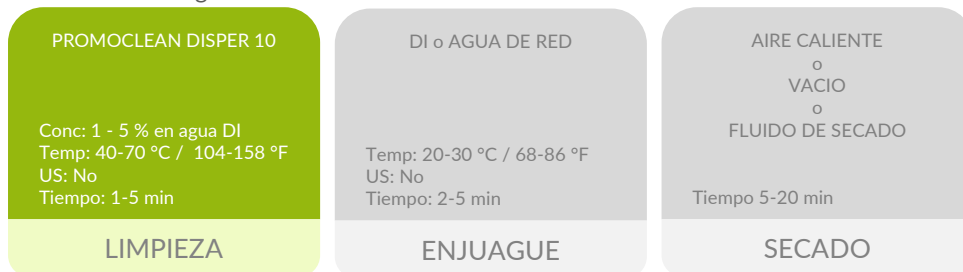 PROMOCLEAN DISPER 10
Conc: 1 - 5 % en agua DI
Temp: 40-70 °C / 104-158 °F
US: No
Tiempo: 1-5 min
LIMPIEZA
DI o AGUA DE RED
Temp: 20-30 °C / 68-86 °F
US: No
Tiempo: 2-5 min
ENJUAGUE
AIRE CALIENTE
o
VACIO
o
FLUIDO DE SECADO
Tiempo 5-20 min
SECADO